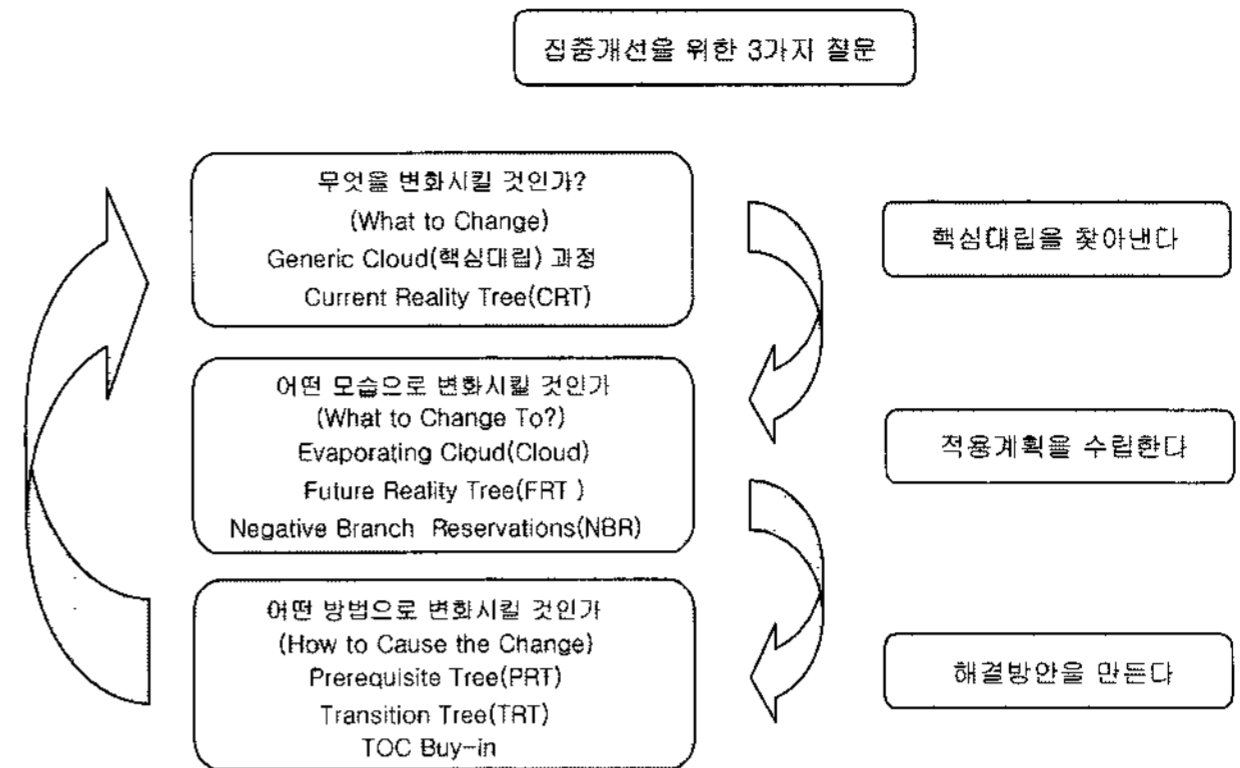 집중개선을 위한 3가지 질문
무엇을 변화시킬 것인가?
(What to Change)
Generic Cloud(핵심대립) 과정
Current Reality Tree(CRT)
핵심대립을 찾아낸다
어떤 모습으로 변화시킬 것인가
(What to Change To?)
Evaporating Cloud(Cloud)
Future Reality Tree(FRT )
Negative Branch Reservations(NBR)
적용계획을 수립한다
어떤 방법으로 변화시킬 것인가
(How to Cause the Change)
Prerequisite Tree(PRT)
Transition Tree(TRT)
TOC Buy-in
해결방안을 만든다